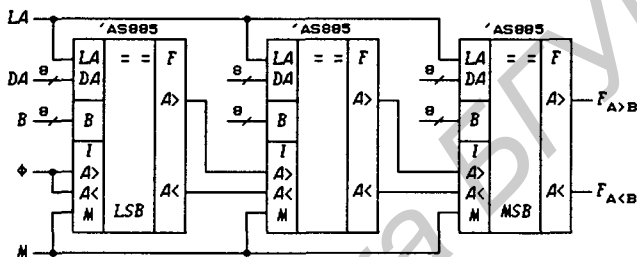 LA 'AS885 'AS885 'AS885
LA == F LA == F LA == F
DA 8 DA 8 DA 8 DA
A> A> A> F A>B
B 8 B 8 B 8 B
I I I
Φ A> A> A>
A< A< A< A< A< A< F A<B
M LSB M M MSB
M
БГУ